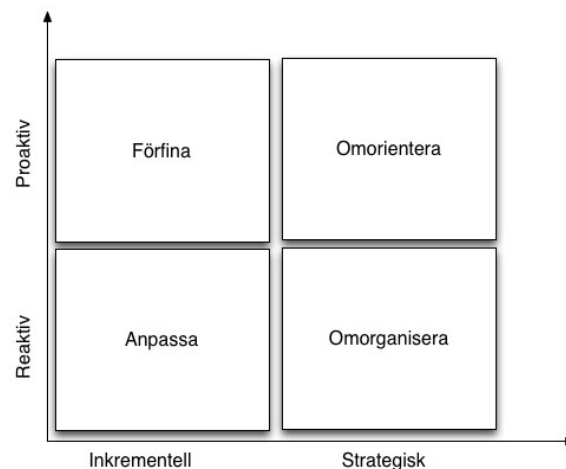 Proaktiv
Förfina
Omorientera
Reaktiv
Anpassa
Omorganisera
Inkrementell
Strategisk